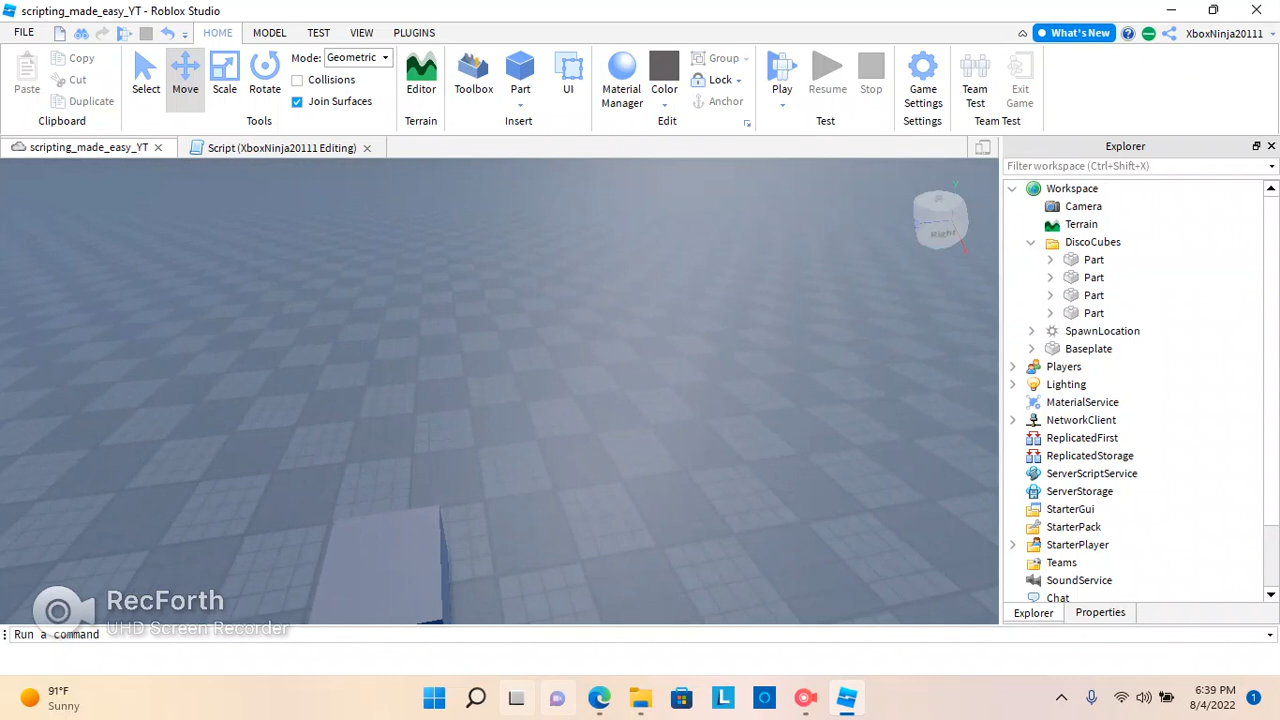 scripting_made_easy_YT - Roblox Studio
FILE
HOME MODEL TEST VIEW PLUGINS
What's New
XboxNinja20111
Paste
Copy
Cut
Duplicate
Clipboard
Select
Move
Scale
Rotate
Mode: Geometric
Collisions
Join Surfaces
Tools
Editor
Terrain
Toolbox
Part
UI
Insert
Material Manager
Color
Group
Lock
Anchor
Edit
Play
Resume
Stop
Test
Game Settings
Settings
Team Test
Exit Game
Team Test
scripting_made_easy_YT
Script (XboxNinja20111 Editing)
Right
Explorer
Filter workspace (Ctrl+Shift+X)
Workspace
Camera
Terrain
DiscoCubes
Part
Part
Part
Part
SpawnLocation
Baseplate
Players
Lighting
MaterialService
NetworkClient
ReplicatedFirst
ReplicatedStorage
ServerScriptService
ServerStorage
StarterGui
StarterPack
StarterPlayer
Teams
SoundService
Chat
Explorer Properties
RecForth
UHD Screen Recorder
Run a command
91°F
Sunny
6:39 PM
8/4/2022